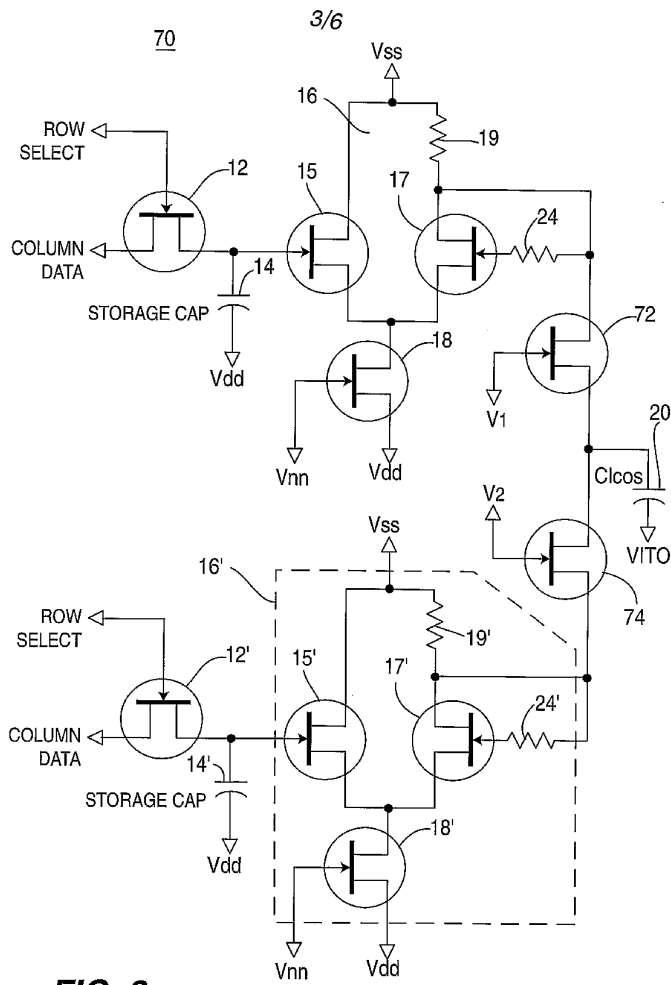 3/6
70
Vss
ROW
SELECT
12
16
19
15
17
24
COLUMN
DATA
14
STORAGE CAP
72
18
Vdd
V1
Vnn
Vdd
20
Clcos
V2
VITO
Vss
74
16'
ROW
SELECT
12'
19'
15'
17'
24'
COLUMN
DATA
14'
STORAGE CAP
18'
Vdd
Vnn
Vdd